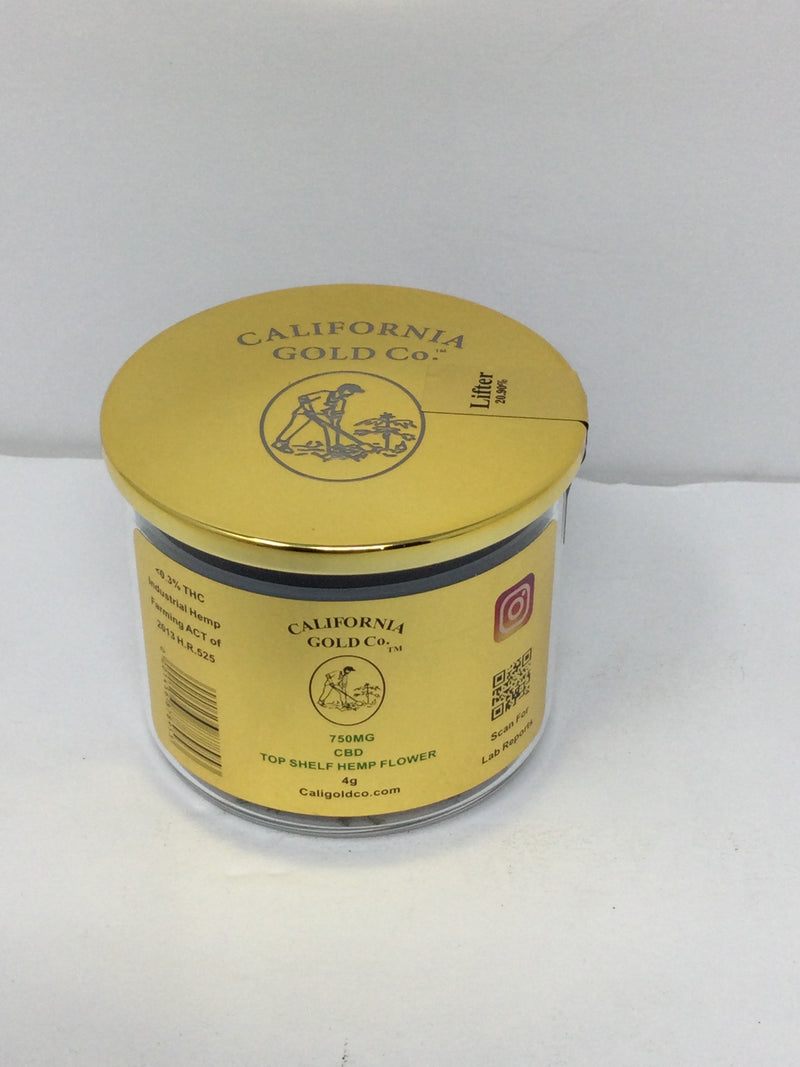 CALIFORNIA
GOLD Co.™
Lifter
20.90%
<0.3% THC
Industrial Hemp
Farming ACT of
2013 H.R.525
CALIFORNIA
GOLD Co.TM
750MG
CBD
TOP SHELF HEMP FLOWER
4g
Caligoldco.com
Scan For
Lab Reports